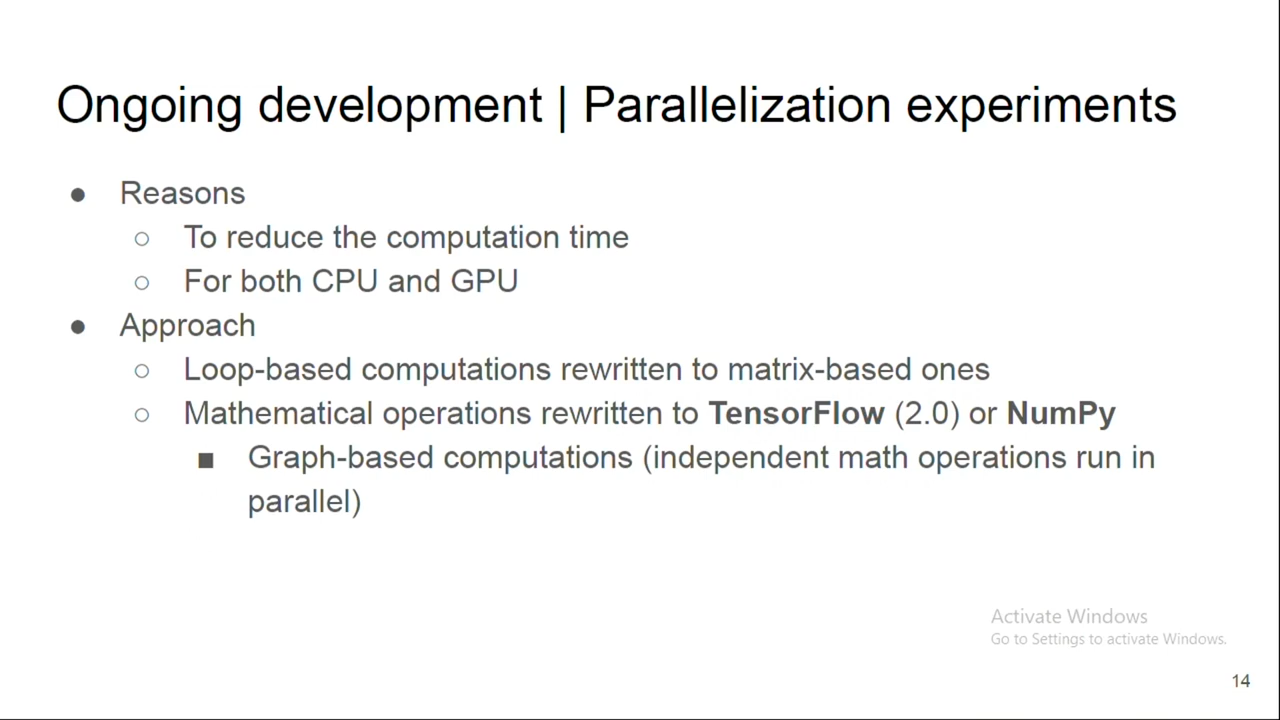 Ongoing development | Parallelization experiments
● Reasons
○ To reduce the computation time
○ For both CPU and GPU
● Approach
○ Loop-based computations rewritten to matrix-based ones
○ Mathematical operations rewritten to TensorFlow (2.0) or NumPy
■ Graph-based computations (independent math operations run in
parallel)
Activate Windows
Go to Settings to activate Windows.
14